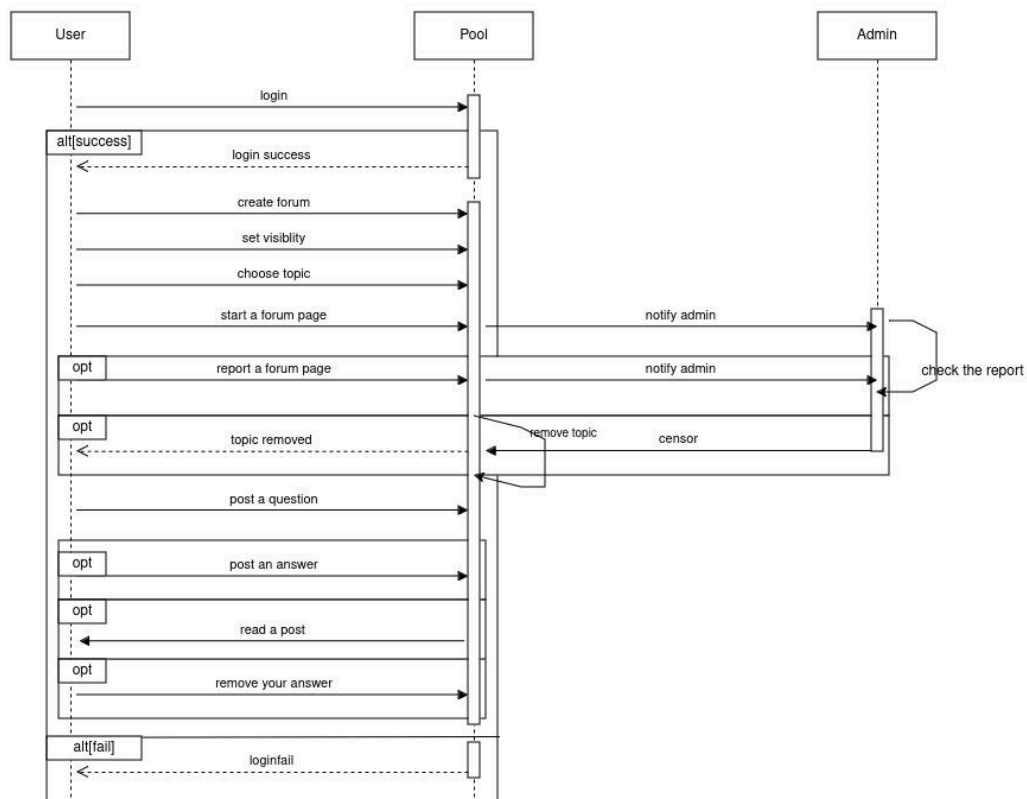 User
Pool
Admin
login
alt[success]
login success
create forum
set visiblity
choose topic
start a forum page
notify admin
opt
report a forum page
notify admin
check the report
opt
topic removed
remove topic
censor
post a question
opt
post an answer
opt
read a post
opt
remove your answer
alt[fail]
loginfail